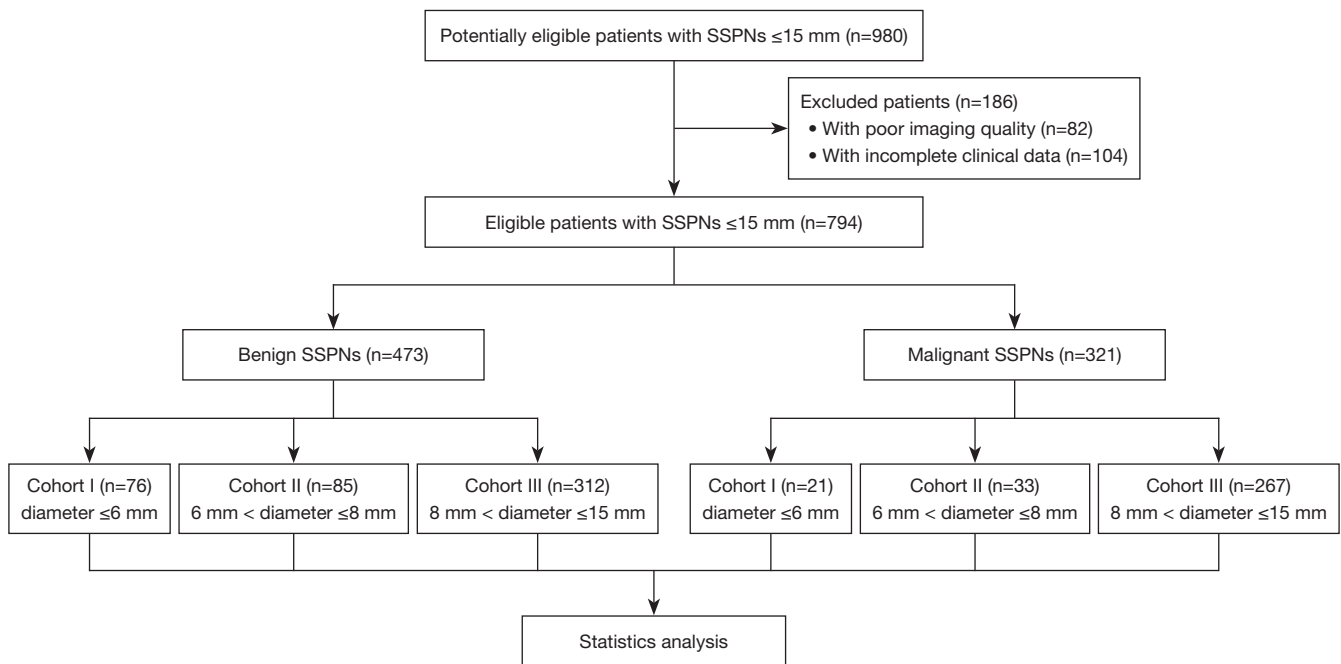 Potentially eligible patients with SSPNs ≤15 mm (n=980)
Excluded patients (n=186)
• With poor imaging quality (n=82)
• With incomplete clinical data (n=104)
Eligible patients with SSPNs ≤15 mm (n=794)
Benign SSPNs (n=473)
Malignant SSPNs (n=321)
Cohort I (n=76)
diameter ≤6 mm
Cohort II (n=85)
6 mm < diameter ≤8 mm
Cohort III (n=312)
8 mm < diameter ≤15 mm
Cohort I (n=21)
diameter ≤6 mm
Cohort II (n=33)
6 mm < diameter ≤8 mm
Cohort III (n=267)
8 mm < diameter ≤15 mm
Statistics analysis